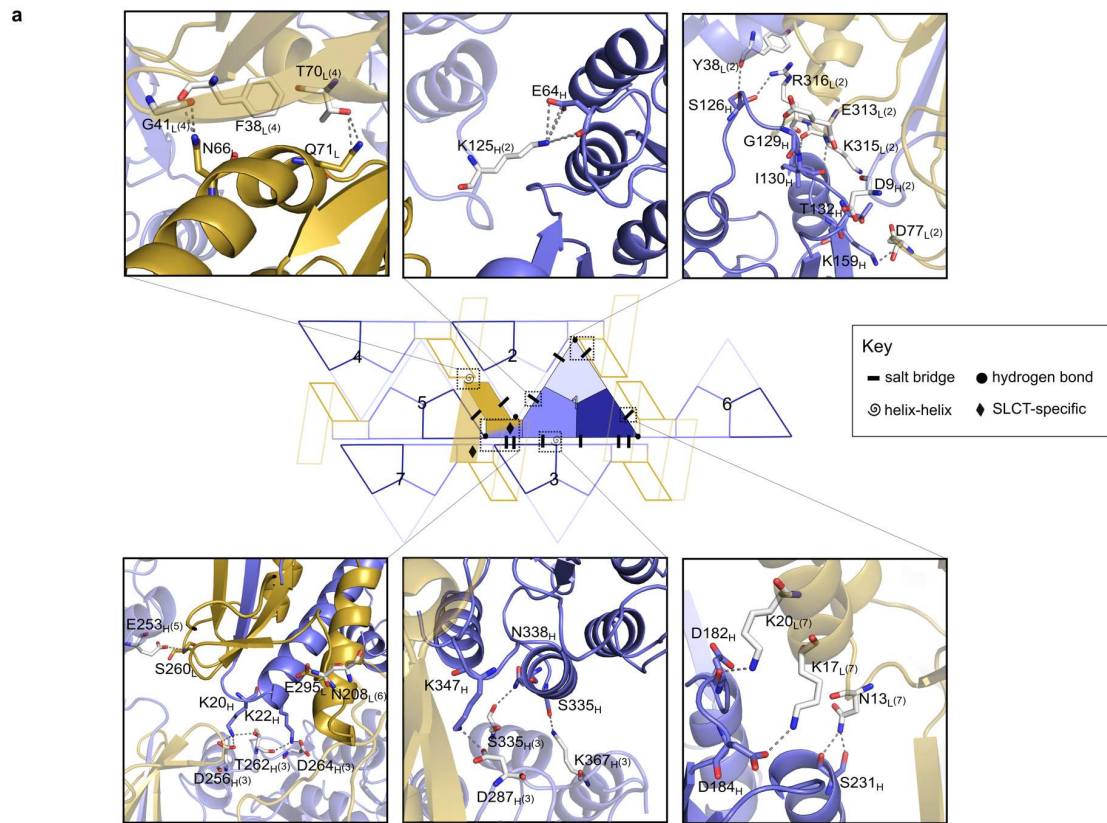 a
T70L(4)
G41L(4)
F38L(4)
N66L
Q71L
E64H
K125H(2)
Y38L(2)
R316L(2)
S126H
E313L(2)
G129H
K315L(2)
I130H
D9H(2)
T132H
D77L(2)
K159H
4
2
5
1
6
7
3
Key
salt bridge
hydrogen bond
helix-helix
SLCT-specific
E253H(5)
S260L
E295L
N208L(6)
K20H
K22H
T262H(3)
D256H(3)
D264H(3)
N338H
K347H
S335H
S335H(3)
K367H(3)
D287H(3)
K20L(7)
D182H
K17L(7)
N13L(7)
D184H
S231H